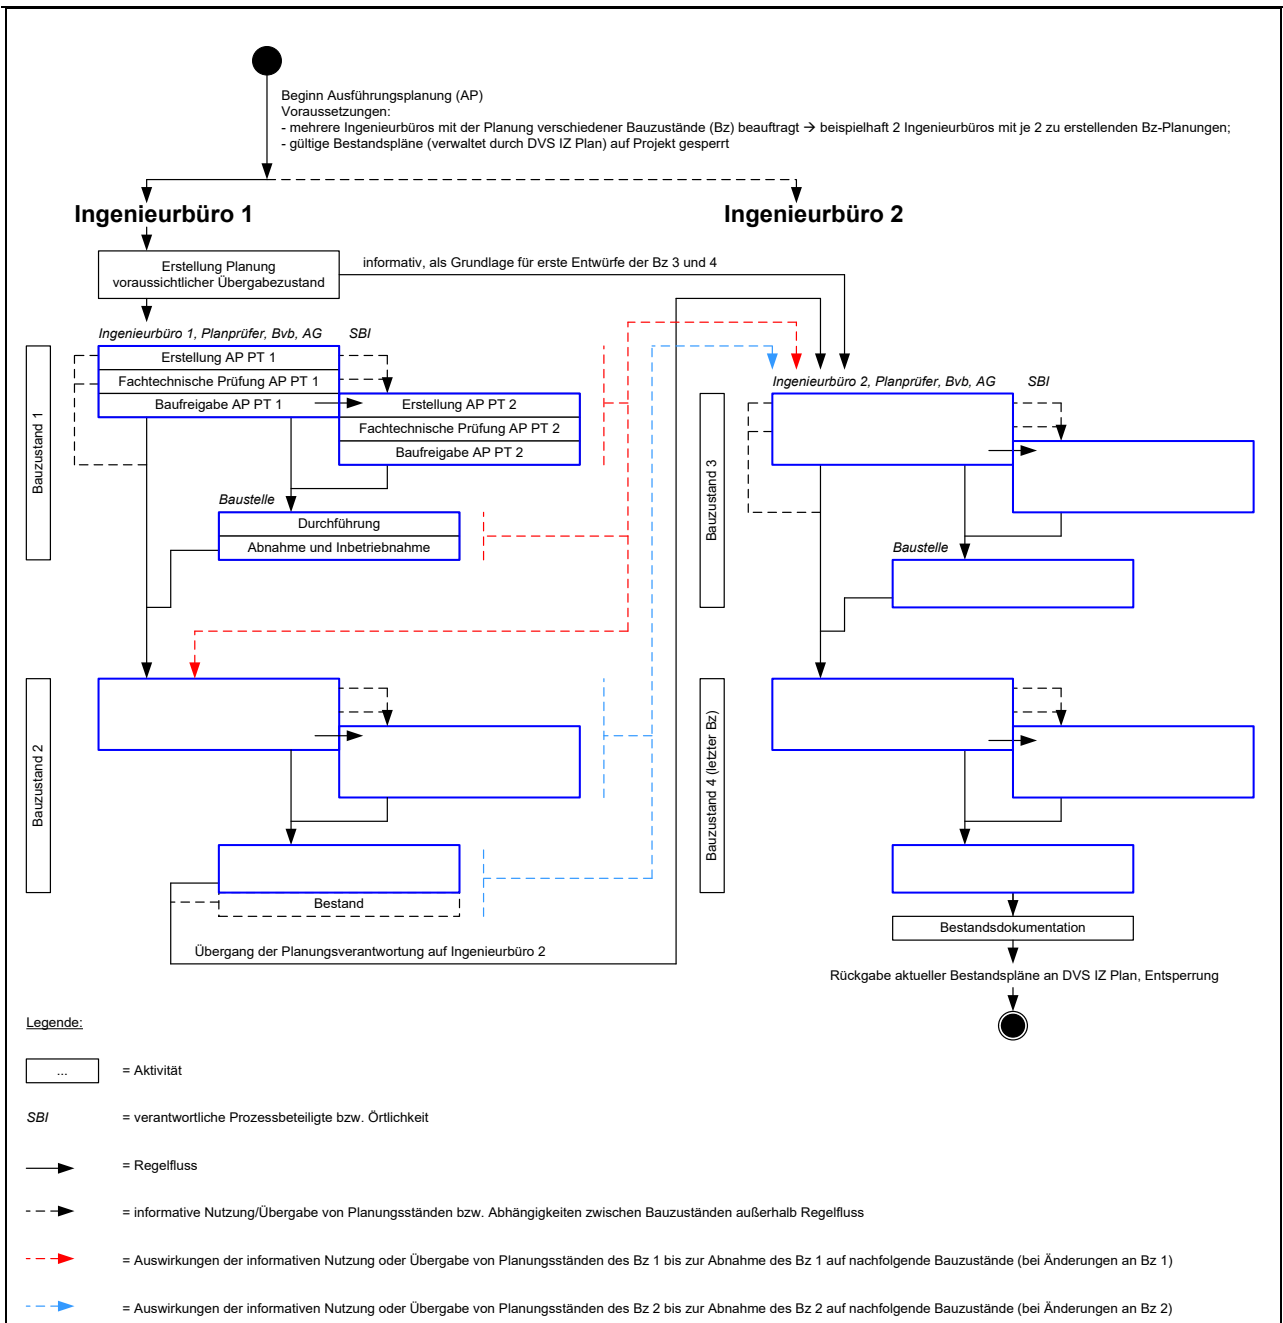 Beginn Ausführungsplanung (AP)
Voraussetzungen:
- mehrere Ingenieurbüros mit der Planung verschiedener Bauzustände (Bz) beauftragt → beispielhaft 2 Ingenieurbüros mit je 2 zu erstellenden Bz-Planungen;
- gültige Bestandspläne (verwaltet durch DVS IZ Plan) auf Projekt gesperrt
Ingenieurbüro 1
Ingenieurbüro 2
Erstellung Planung
voraussichtlicher Übergabezustand
informativ, als Grundlage für erste Entwürfe der Bz 3 und 4
Ingenieurbüro 1, Planprüfer, Bvb, AG
SBI
Bauzustand 1
Erstellung AP PT 1
Fachtechnische Prüfung AP PT 1
Baufreigabe AP PT 1
Erstellung AP PT 2
Fachtechnische Prüfung AP PT 2
Baufreigabe AP PT 2
Baustelle
Durchführung
Abnahme und Inbetriebnahme
Ingenieurbüro 2, Planprüfer, Bvb, AG
SBI
Bauzustand 3
Baustelle
Bauzustand 2
Bestand
Übergang der Planungsverantwortung auf Ingenieurbüro 2
Bauzustand 4 (letzter Bz)
Bestandsdokumentation
Rückgabe aktueller Bestandspläne an DVS IZ Plan, Entsperrung
Legende:
... = Aktivität
SBI = verantwortliche Prozessbeteiligte bzw. Örtlichkeit
= Regelfluss
= informative Nutzung/Übergabe von Planungsständen bzw. Abhängigkeiten zwischen Bauzuständen außerhalb Regelfluss
= Auswirkungen der informativen Nutzung oder Übergabe von Planungsständen des Bz 1 bis zur Abnahme des Bz 1 auf nachfolgende Bauzustände (bei Änderungen an Bz 1)
= Auswirkungen der informativen Nutzung oder Übergabe von Planungsständen des Bz 2 bis zur Abnahme des Bz 2 auf nachfolgende Bauzustände (bei Änderungen an Bz 2)